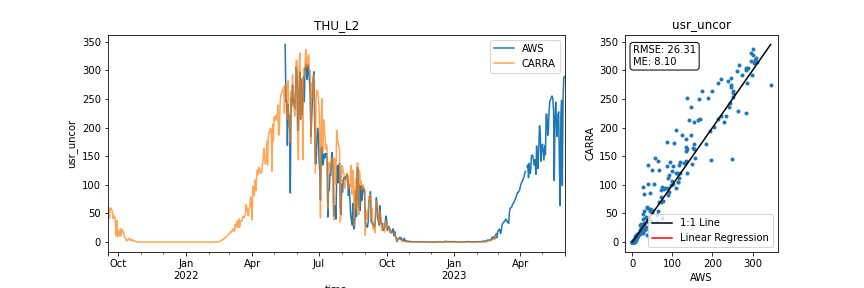 THU_L2
usr_uncor
350
300
250
200
150
100
50
0
usr_uncor
AWS
CARRA
Oct
Jan
2022
Apr
Jul
Oct
Jan
2023
Apr
time
usr_uncor
350
300
250
200
150
100
50
0
CARRA
RMSE: 26.31
ME: 8.10
1:1 Line
Linear Regression
0
100
200
300
AWS